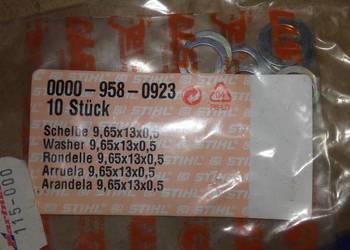 0000-958-0923
10 Stück
Scheibe 9,65x13x0,5
Washer 9,65x13x0,5
Rondelle 9,65x13x0,5
Arruela 9,65x13x0,5
Arandela 9,65x13x0,5
STIHL
115-000